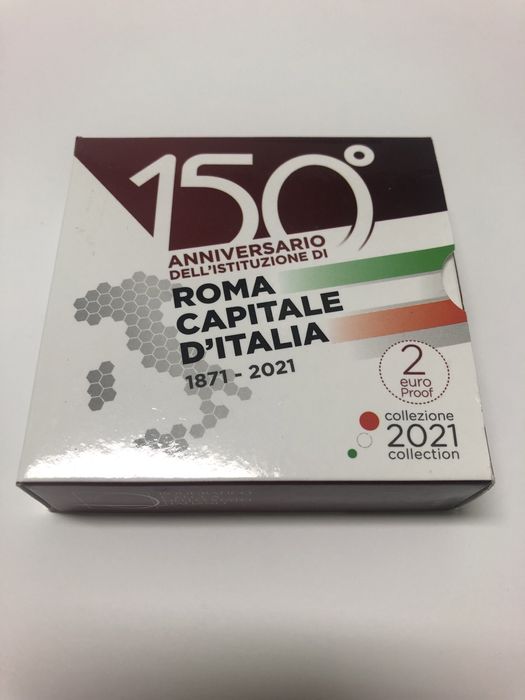 150°
ANNIVERSARIO
DELL'ISTITUZIONE DI
ROMA
CAPITALE
D'ITALIA
1871 - 2021
2
euro
Proof
collezione
2021
collection